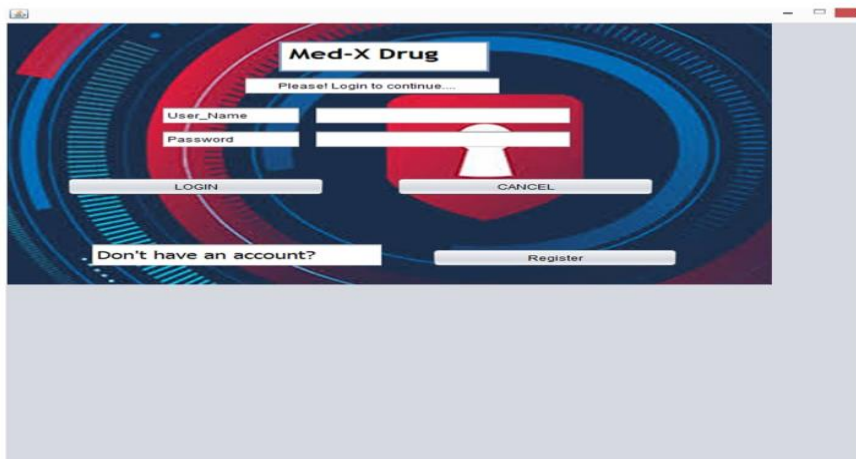 Med-X Drug
Please! Login to continue....
User_Name
Password
LOGIN CANCEL
Don't have an account? Register